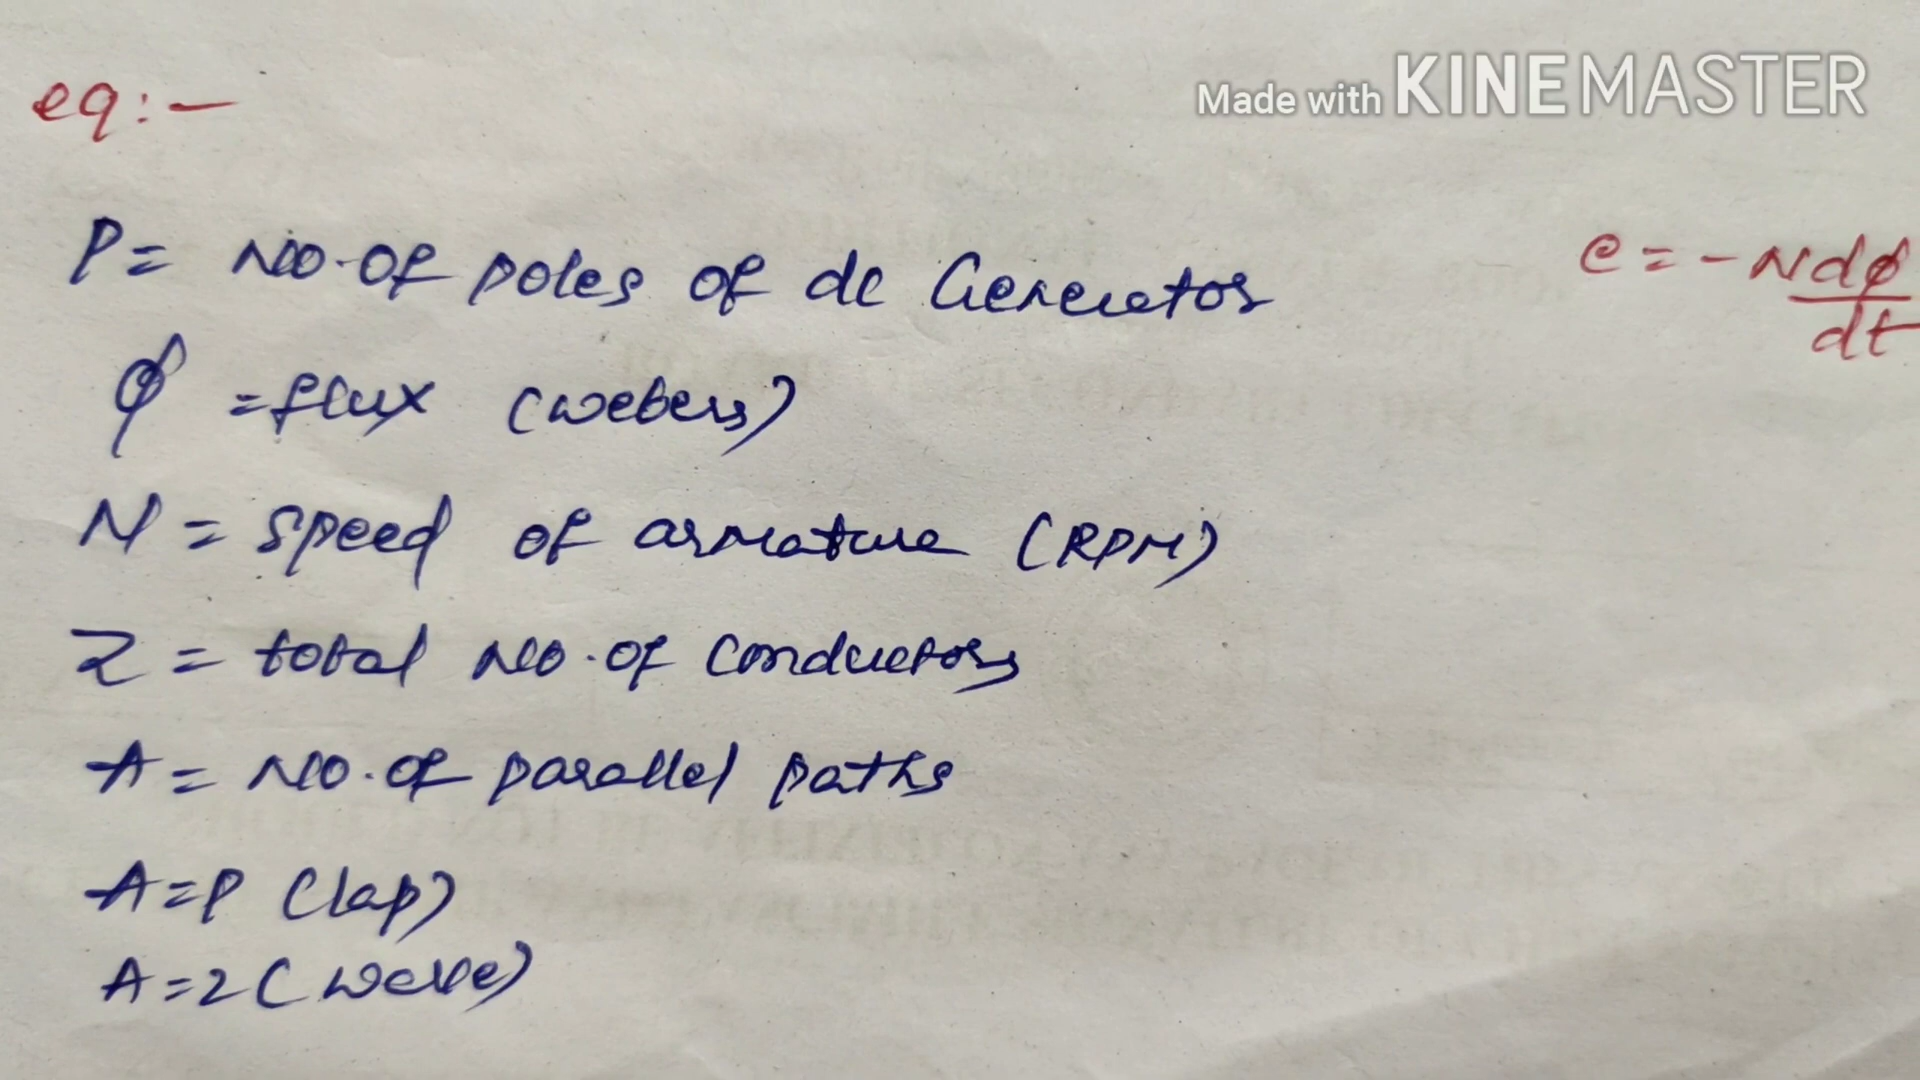 eq:-
Made with KINEMASTER
P = No. of poles of dc Generator
e = -Ndφ/dt
φ = flux (webers)
N = speed of armature (RPM)
Z = total No. of conductors
A = No. of parallel paths
A = P (lap)
A = 2 (wave)